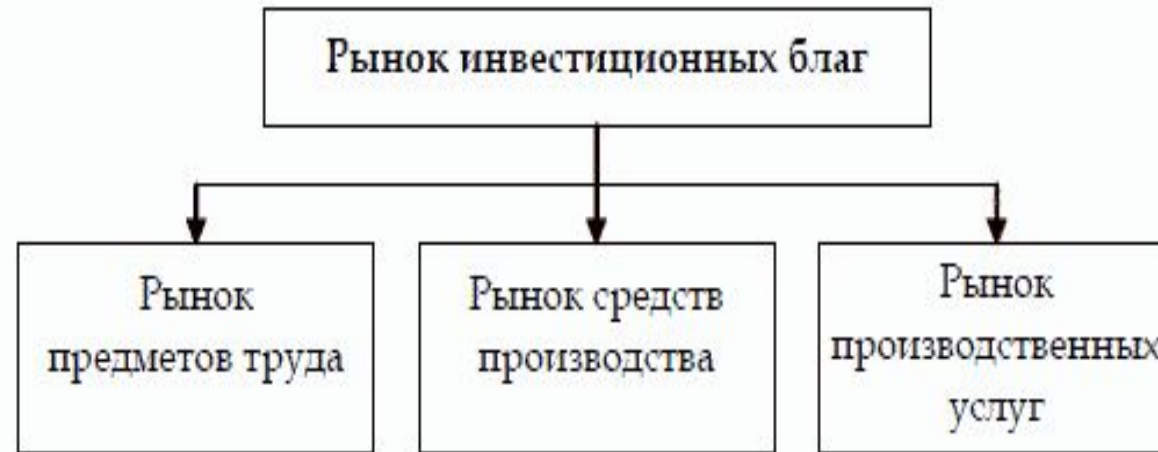 Рынок инвестиционных благ
Рынок
предметов труда
Рынок средств
производства
Рынок
производственных
услуг